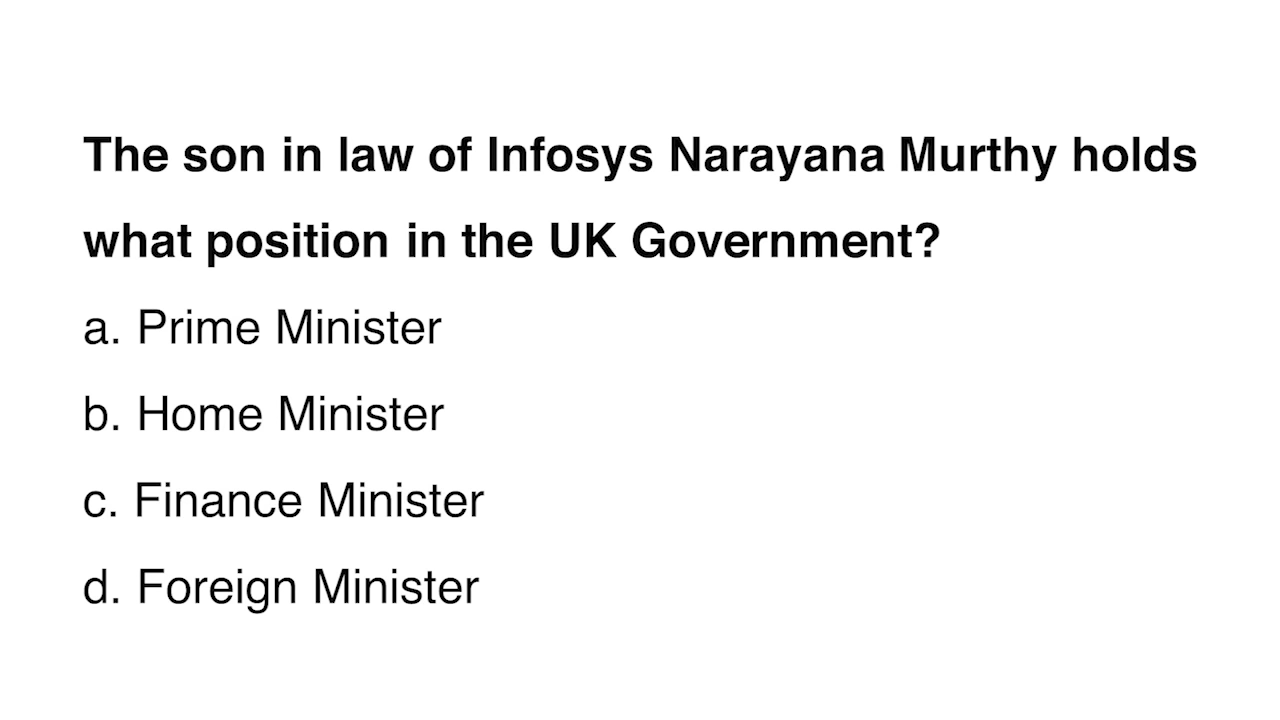 The son in law of Infosys Narayana Murthy holds
what position in the UK Government?
a. Prime Minister
b. Home Minister
c. Finance Minister
d. Foreign Minister